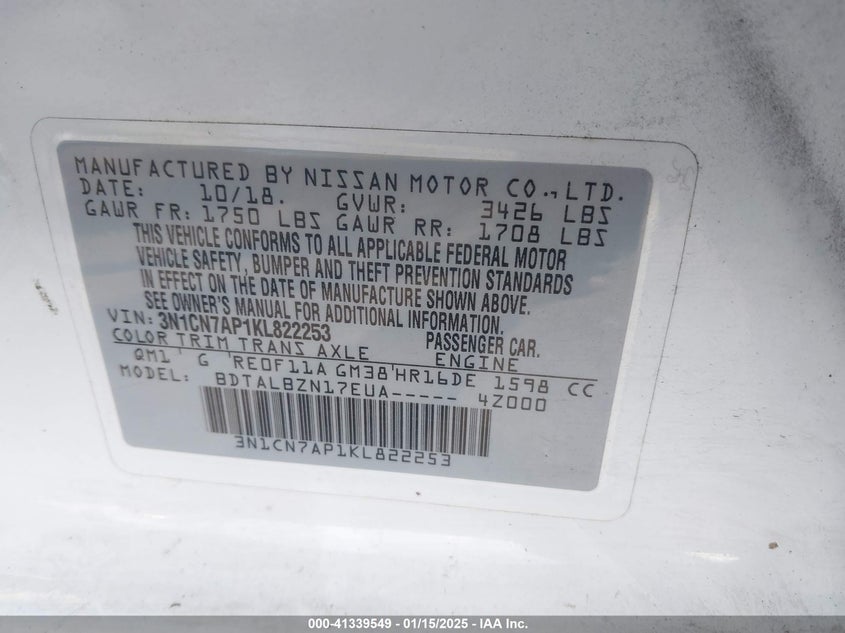 MANUFACTURED BY NISSAN MOTOR CO., LTD.
DATE: 10/18. GVWR: 3426 LBS
GAWR FR: 1750 LBS GAWR RR: 1708 LBS
THIS VEHICLE CONFORMS TO ALL APPLICABLE FEDERAL MOTOR
VEHICLE SAFETY, BUMPER AND THEFT PREVENTION STANDARDS
IN EFFECT ON THE DATE OF MANUFACTURE SHOWN ABOVE.
SEE OWNER'S MANUAL FOR ADDITIONAL INFORMATION.
VIN: 3N1CN7AP1KL822253 PASSENGER CAR.
COLOR TRIM TRANS AXLE ENGINE
QM1 G RE0F11A GM38 HR16DE 1598 CC
MODEL: BDTALBZN17EUA----- 4Z000
3N1CN7AP1KL822253
000-41339549 - 01/15/2025 - IAA Inc.